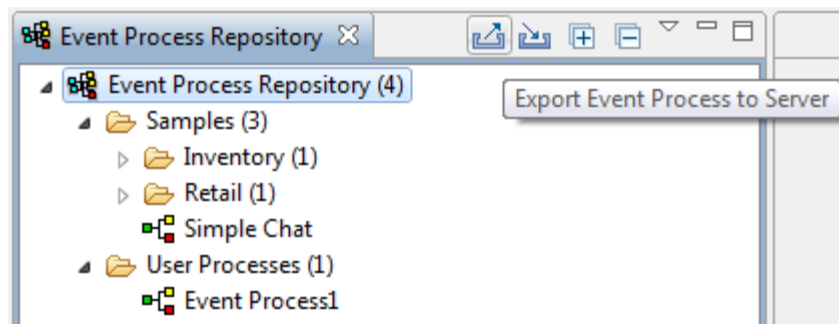 Event Process Repository
Event Process Repository (4)
Export Event Process to Server
Samples (3)
Inventory (1)
Retail (1)
Simple Chat
User Processes (1)
Event Process1